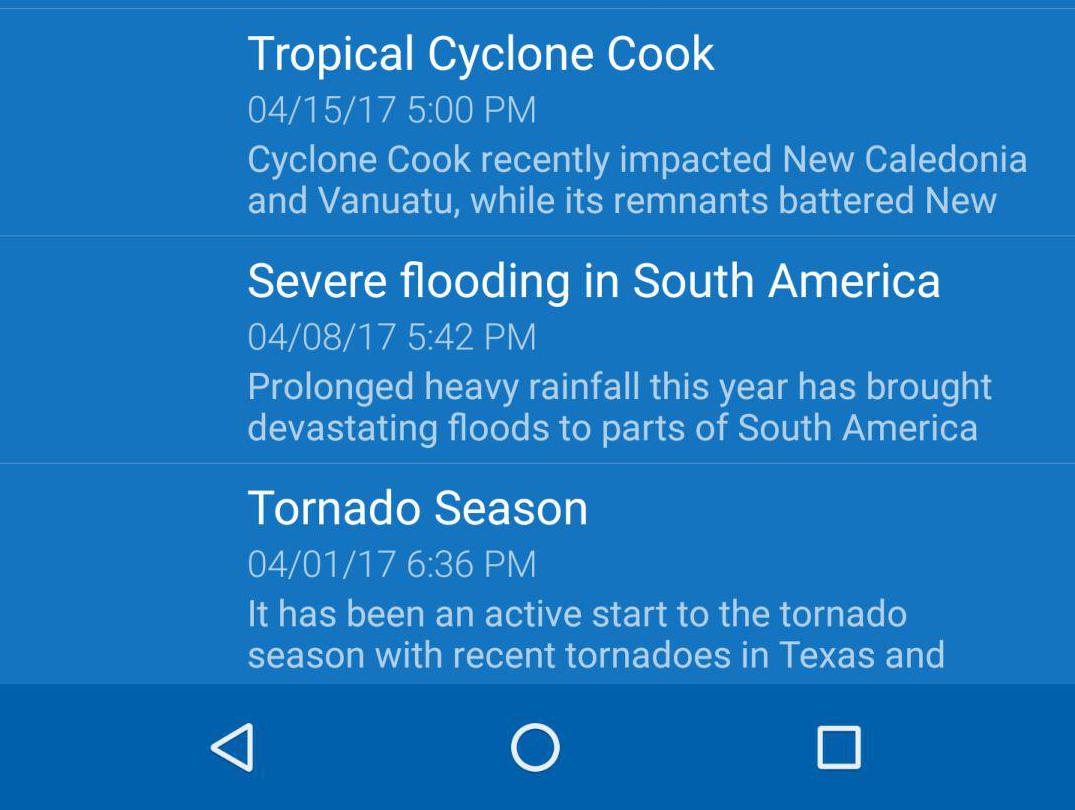 Tropical Cyclone Cook
04/15/17 5:00 PM
Cyclone Cook recently impacted New Caledonia
and Vanuatu, while its remnants battered New
Severe flooding in South America
04/08/17 5:42 PM
Prolonged heavy rainfall this year has brought
devastating floods to parts of South America
Tornado Season
04/01/17 6:36 PM
It has been an active start to the tornado
season with recent tornadoes in Texas and